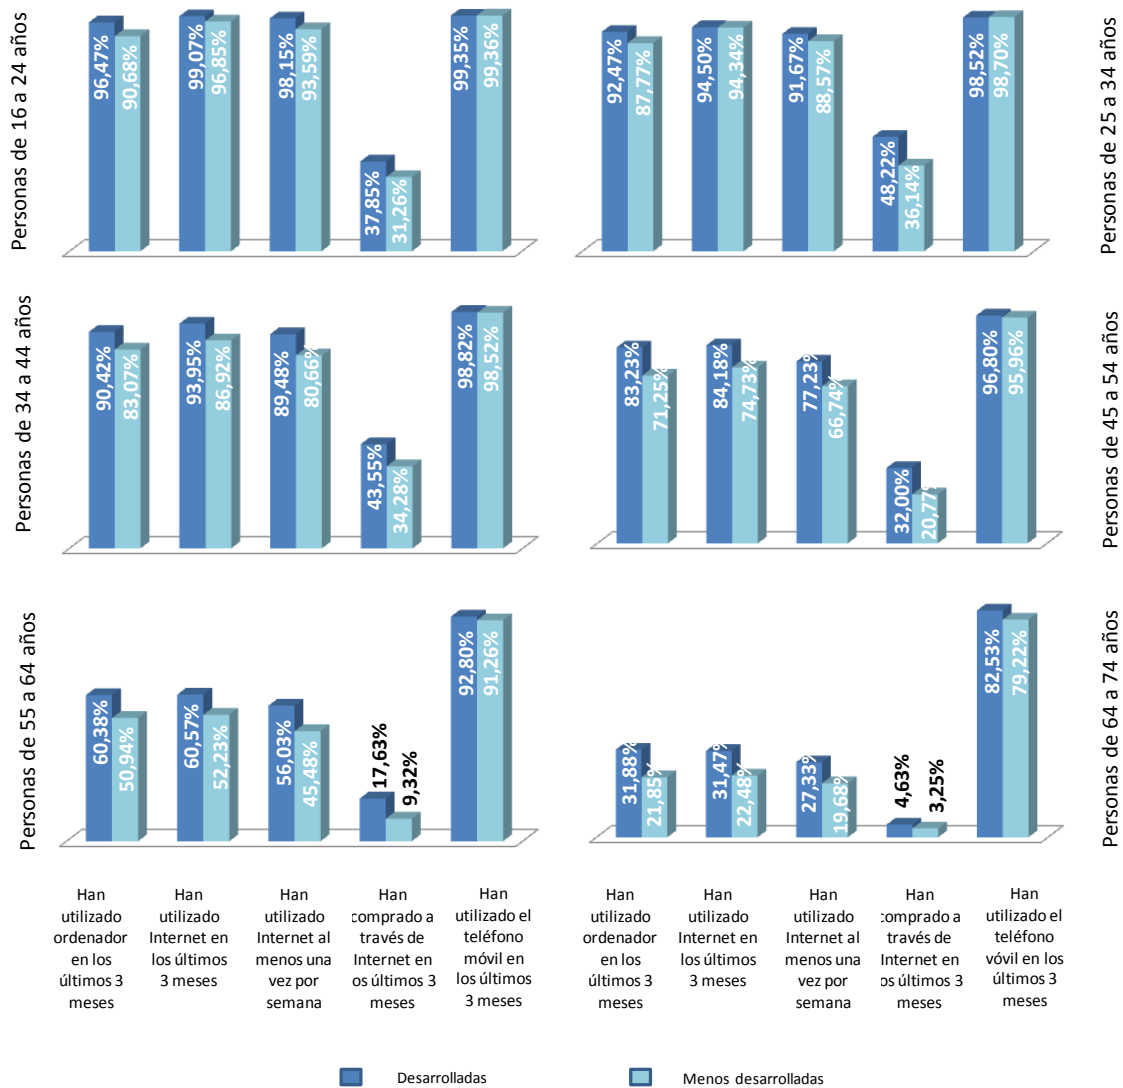 Personas de 16 a 24 años
96,47%
90,68%
99,07%
96,85%
98,15%
93,59%
37,85%
31,26%
99,35%
99,36%
Personas de 25 a 34 años
92,47%
87,77%
94,50%
94,34%
91,67%
88,57%
48,22%
36,14%
98,52%
98,70%
Personas de 34 a 44 años
90,42%
83,07%
93,95%
86,92%
89,48%
80,66%
43,55%
34,28%
98,82%
98,52%
Personas de 45 a 54 años
83,23%
71,25%
84,18%
74,73%
77,23%
66,74%
32,00%
20,77%
96,80%
95,96%
Personas de 55 a 64 años
60,38%
50,94%
60,57%
52,23%
56,03%
45,48%
17,63%
9,32%
92,80%
91,26%
Personas de 64 a 74 años
31,88%
21,85%
31,47%
22,48%
27,33%
19,68%
4,63%
3,25%
82,53%
79,22%
Han
utilizado
ordenador
en los
últimos 3
meses
Han
utilizado
Internet en
los últimos
3 meses
Han
utilizado
Internet al
menos una
vez por
semana
Han
comprado a
través de
Internet en
os últimos 3
meses
Han
utilizado el
teléfono
móvil en
los últimos
3 meses
Han
utilizado
ordenador
en los
últimos 3
meses
Han
utilizado
Internet en
los últimos
3 meses
Han
utilizado
Internet al
menos una
vez por
semana
Han
comprado a
través de
Internet en
os últimos 3
meses
Han
utilizado el
teléfono
vóvil en los
últimos 3
meses
Desarrolladas
Menos desarrolladas